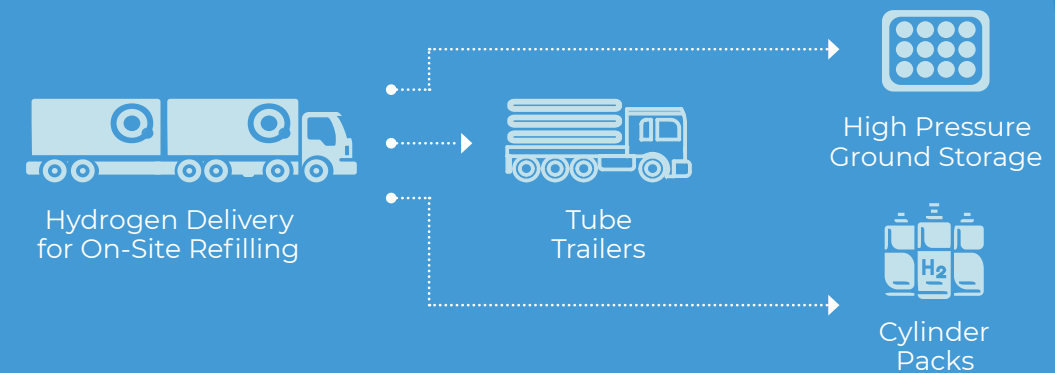 High Pressure
Ground Storage
Hydrogen Delivery
for On-Site Refilling
Tube
Trailers
H2
Cylinder
Packs